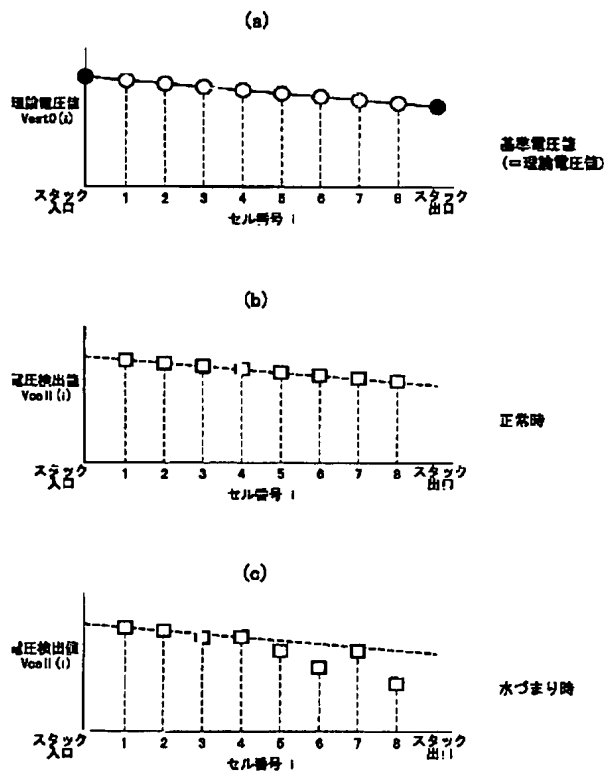 (a)
理論電圧値
Vest0(i)
基準電圧値
(=理論電圧値)
スタック
入口
1 2 3 4 5 6 7 8
スタック
出口
セル番号 i
(b)
電圧検出値
Vcell(i)
正常時
スタック
入口
1 2 3 4 5 6 7 8
スタック
出口
セル番号 i
(c)
電圧検出値
Vcell(i)
水づまり時
スタック
入口
1 2 3 4 5 6 7 8
スタック
出口
セル番号 i